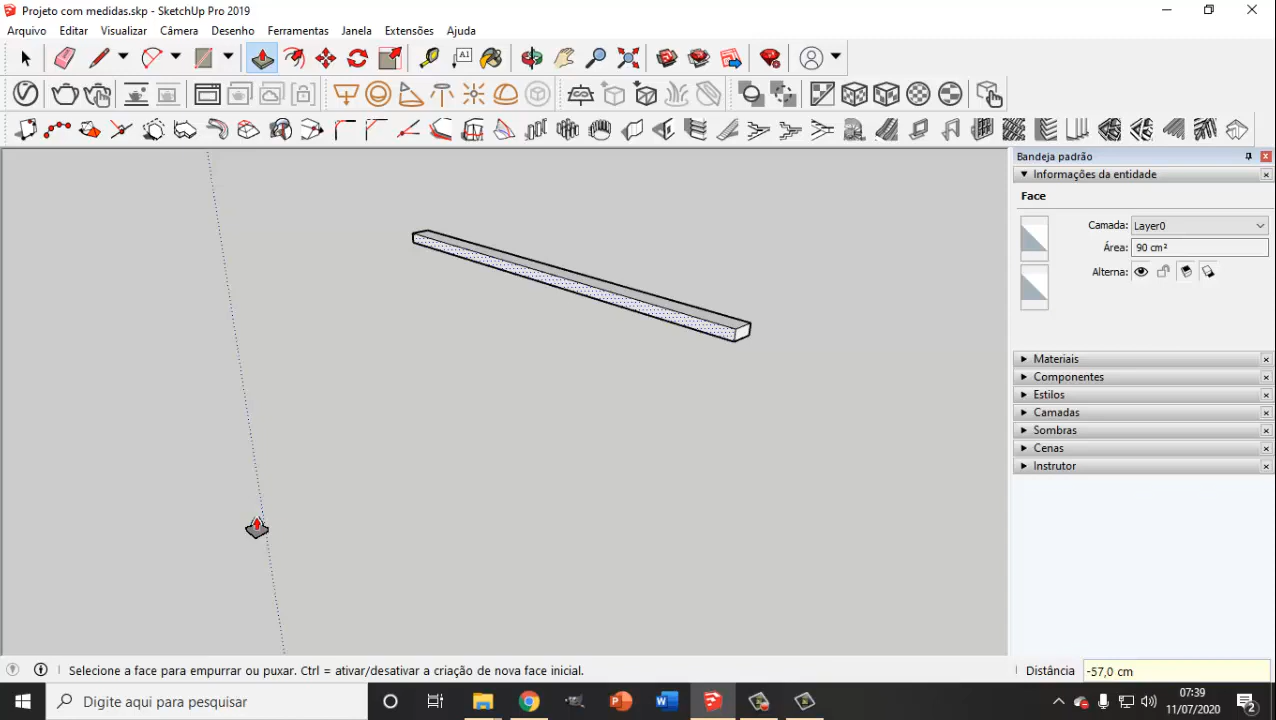 Projeto com medidas.skp - SketchUp Pro 2019
Arquivo Editar Visualizar Câmera Desenho Ferramentas Janela Extensões Ajuda
A1
Bandeja padrão
Informações da entidade
Face
Camada: Layer0
Área: 90 cm²
Alterna:
Materiais
Componentes
Estilos
Camadas
Sombras
Cenas
Instrutor
Selecione a face para empurrar ou puxar. Ctrl = ativar/desativar a criação de nova face inicial.
Distância -57,0 cm
Digite aqui para pesquisar
07:39
11/07/2020
2